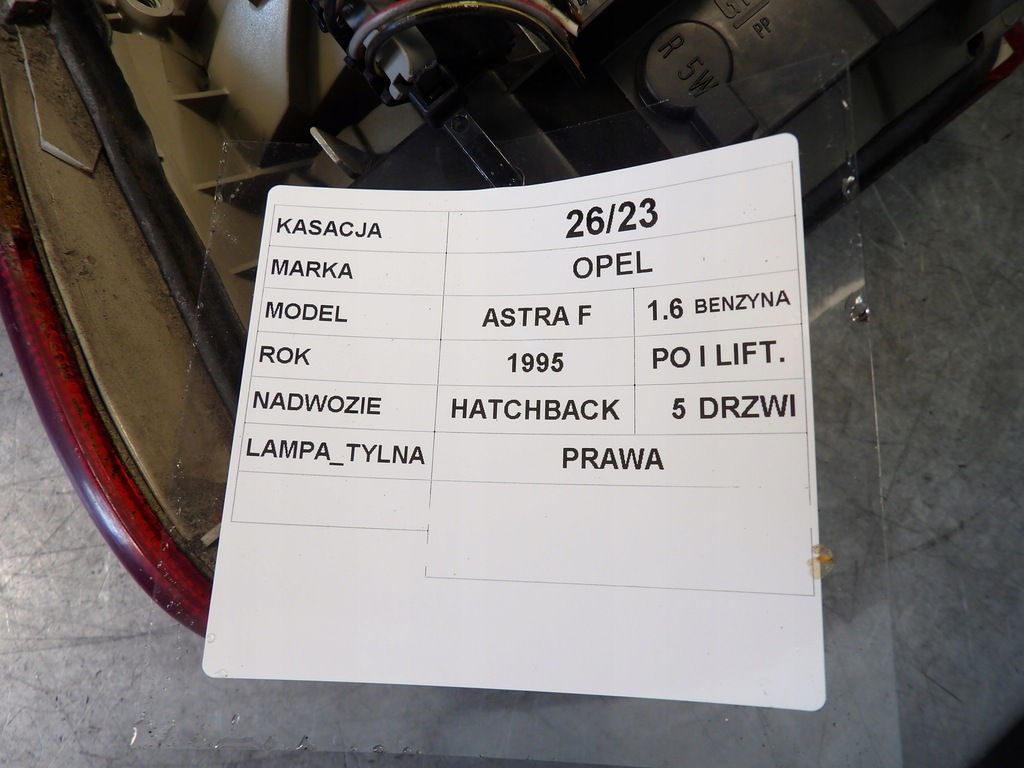 R 5W
PP
KASACJA 26/23
MARKA OPEL
MODEL ASTRA F 1.6 BENZYNA
ROK 1995 PO I LIFT.
NADWOZIE HATCHBACK 5 DRZWI
LAMPA_TYLNA PRAWA